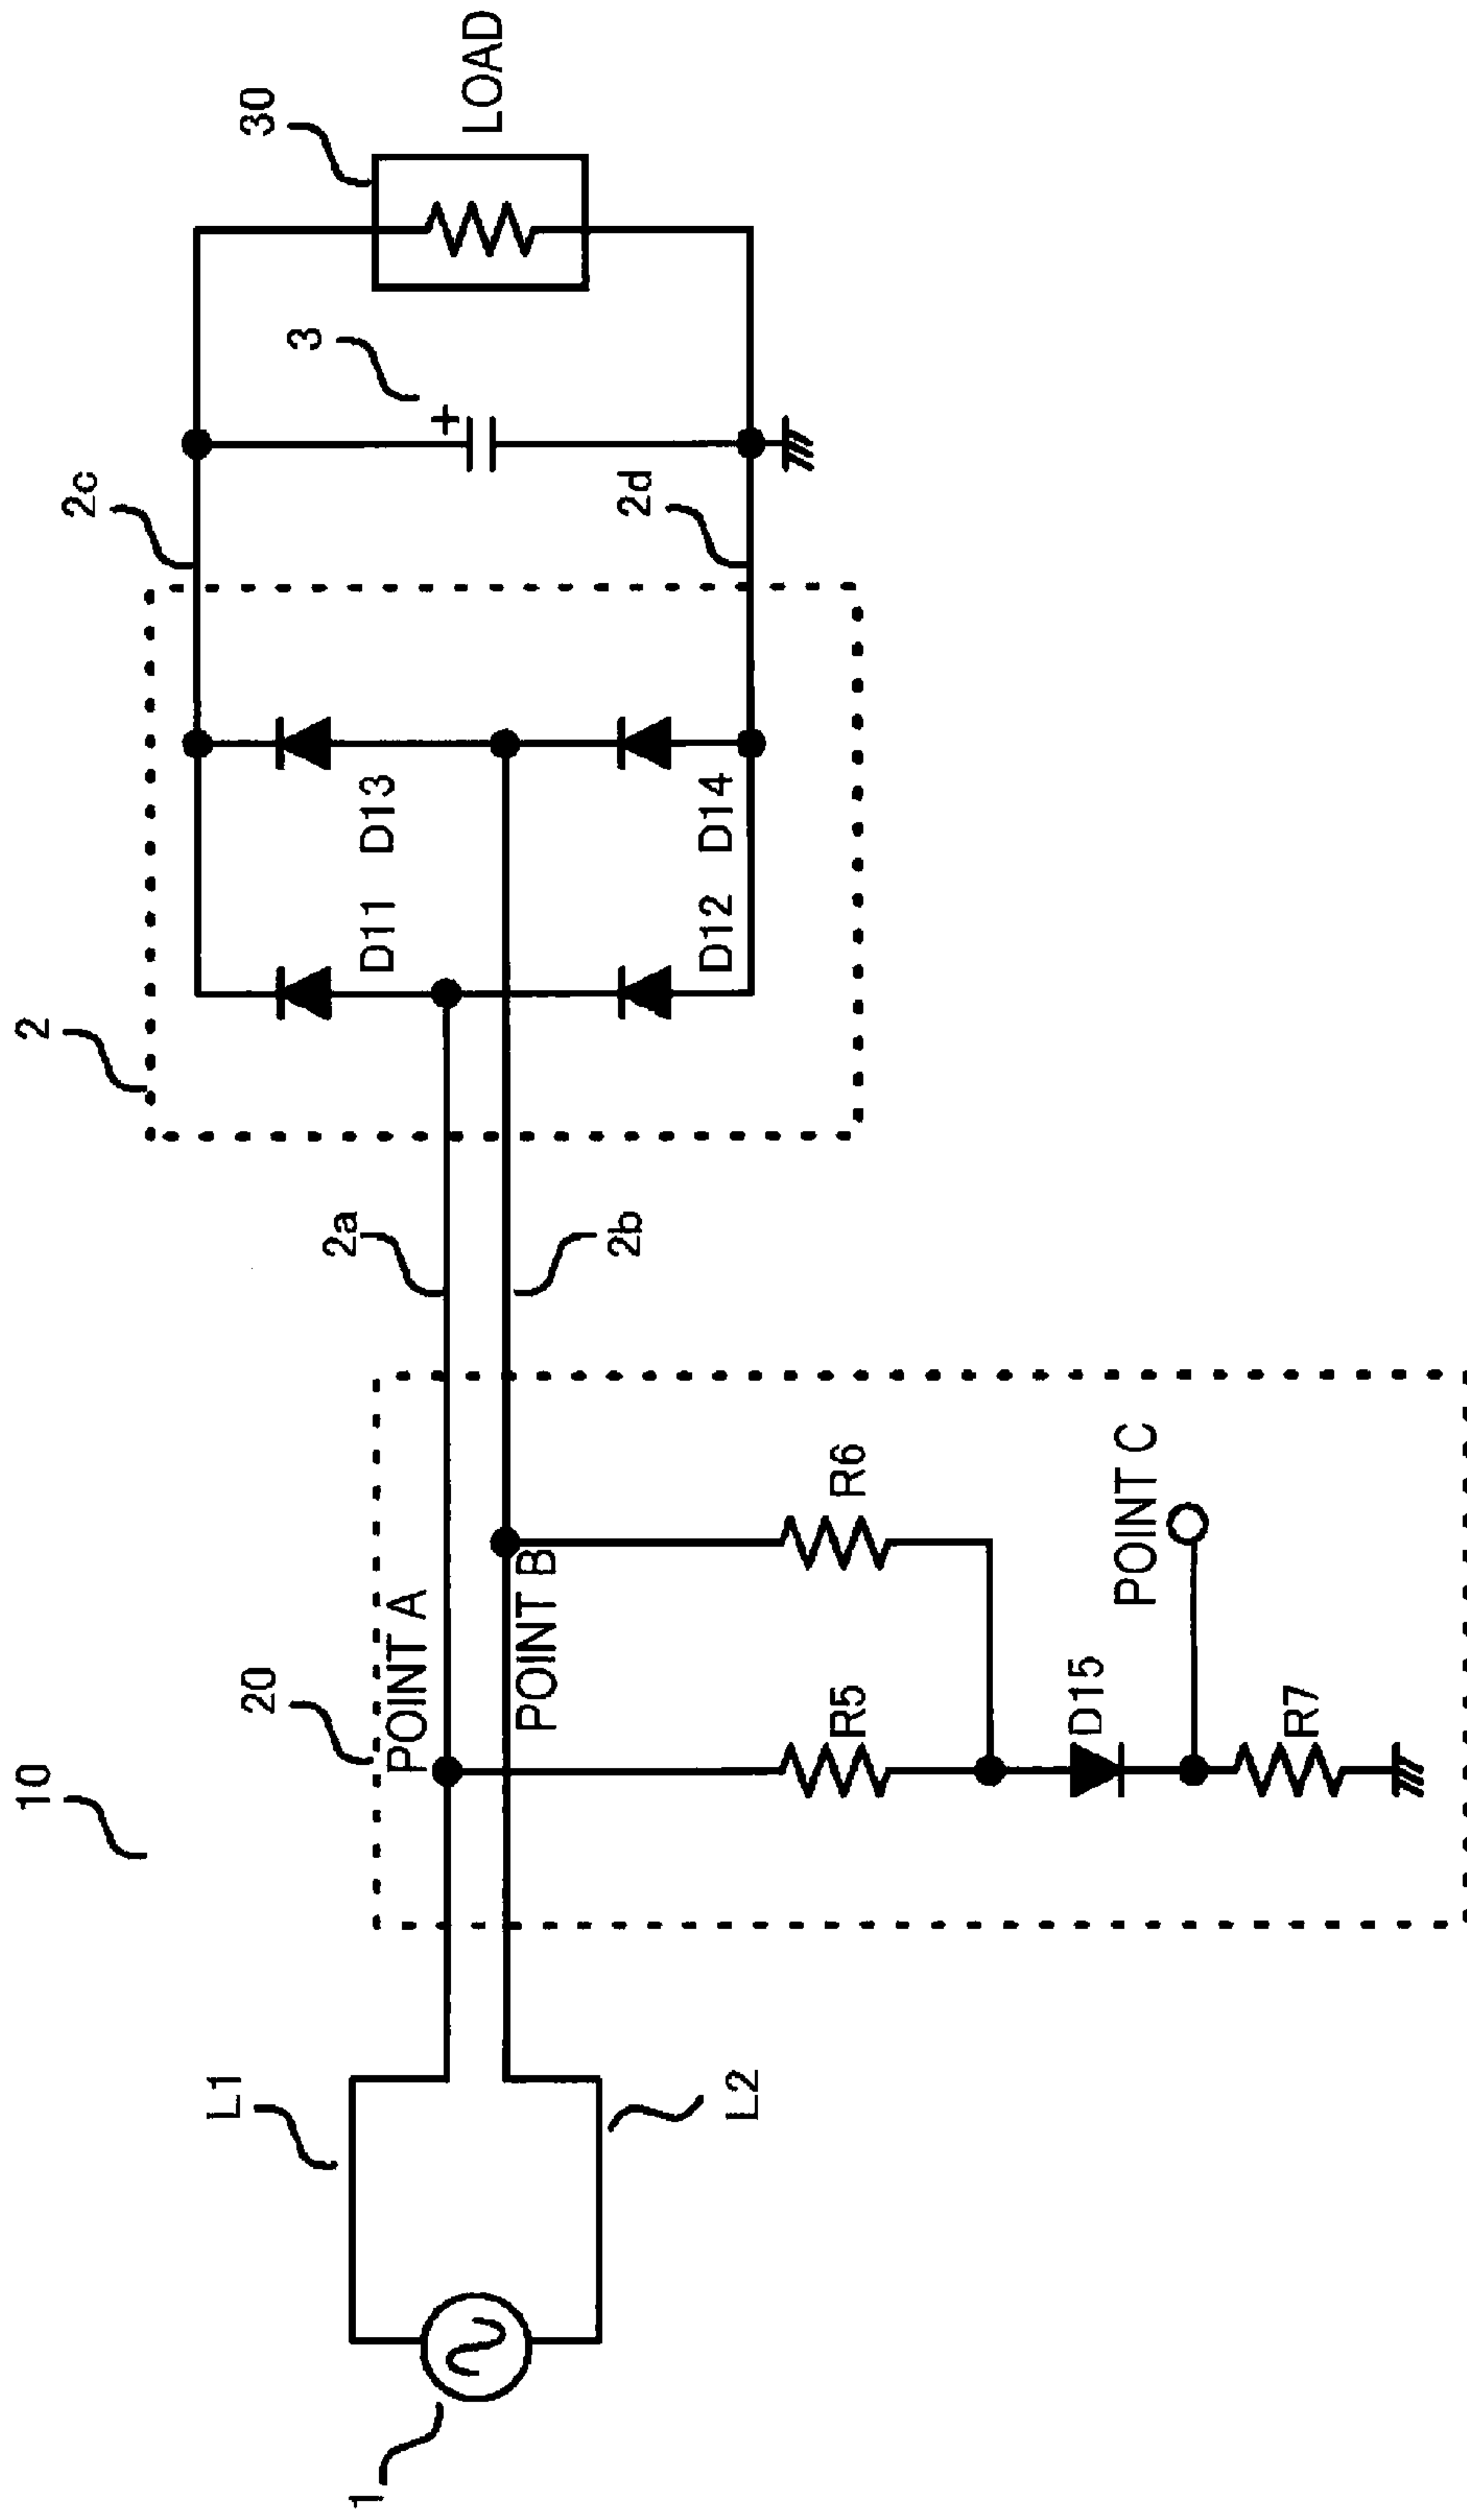 10
20
2
2c
30
L1
2a
3
POINT A
D11 D13
LOAD
1
POINT B
2b
2d
L2
R5
R6
D12 D14
D15
POINT C
R7